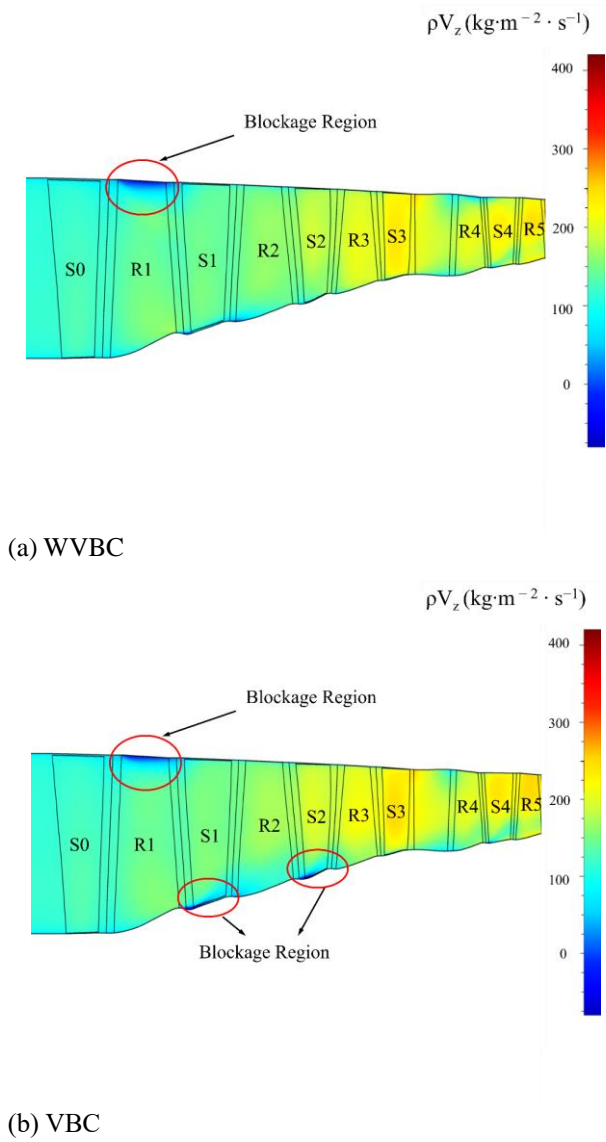 ρV_z (kg·m⁻²·s⁻¹)
400
Blockage Region
300
S0 R1 S1 R2 S2 R3 S3 R4 S4 R5
200
100
0
(a) WVBC
ρV_z (kg·m⁻²·s⁻¹)
400
Blockage Region
300
S0 R1 S1 R2 S2 R3 S3 R4 S4 R5
200
100
Blockage Region
0
(b) VBC